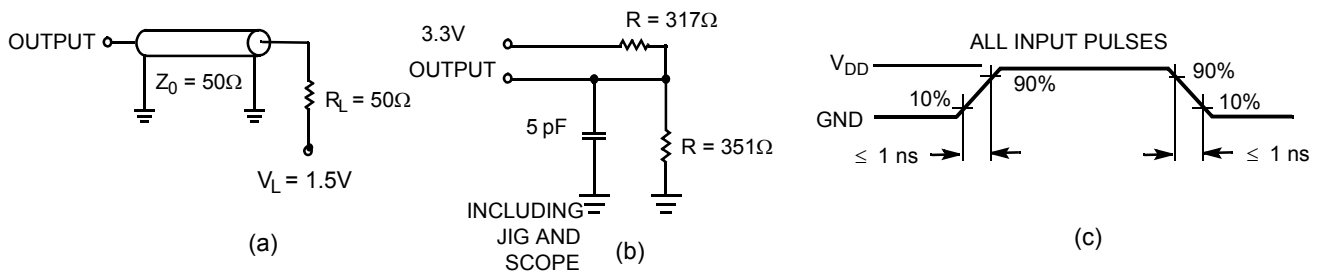 OUTPUT
Z0 = 50Ω
RL = 50Ω
VL = 1.5V
(a)
R = 317Ω
3.3V
OUTPUT
5 pF
R = 351Ω
INCLUDING
JIG AND
SCOPE
(b)
ALL INPUT PULSES
VDD
90%
90%
10%
10%
GND
≤ 1 ns
≤ 1 ns
(c)